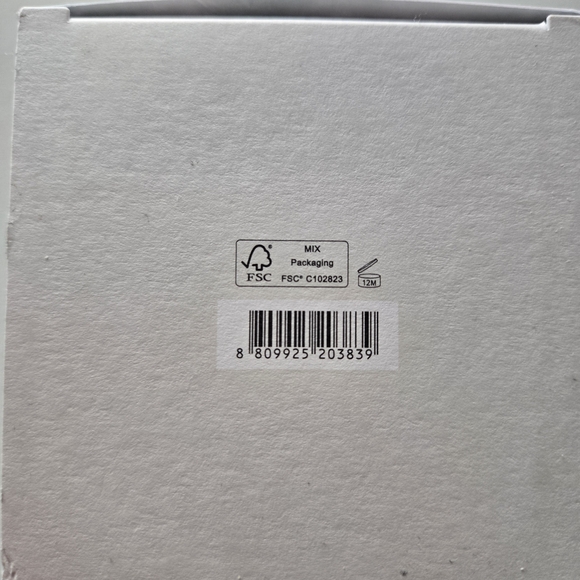 MIX
Packaging
FSC® FSC® C102823
12M
8 809925 203839